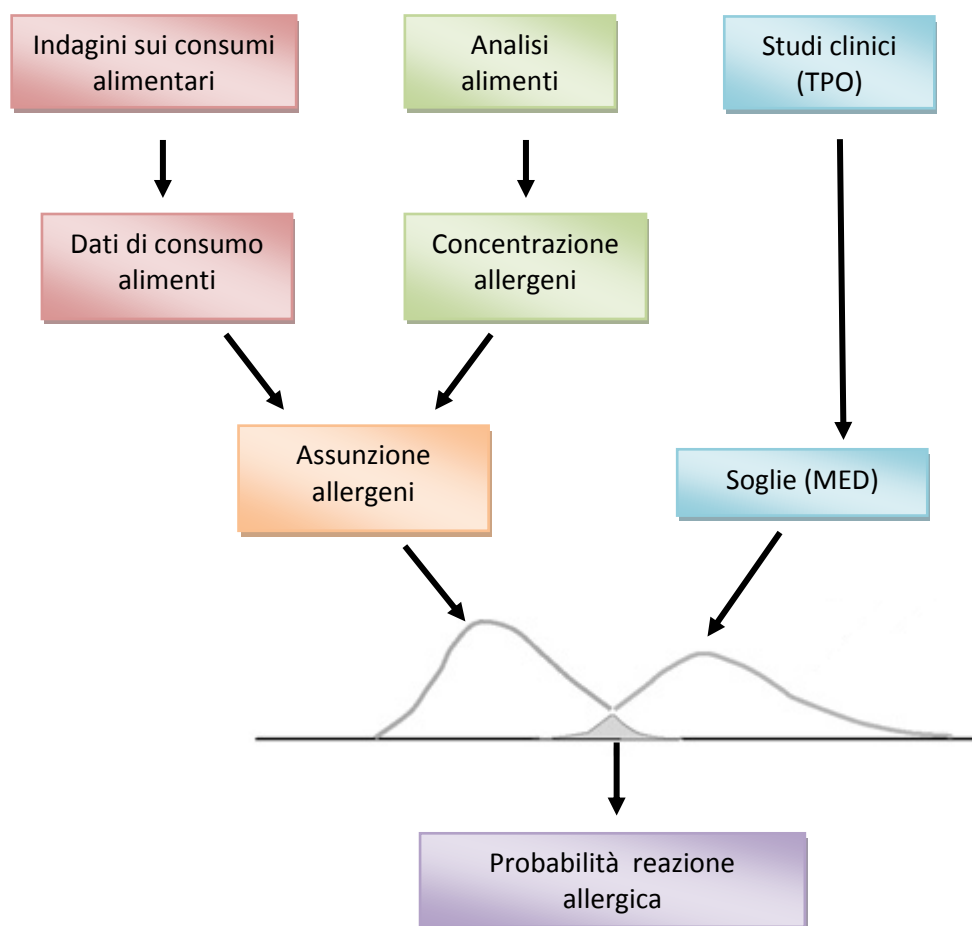 Indagini sui consumi
alimentari
Analisi
alimenti
Studi clinici
(TPO)
Dati di consumo
alimenti
Concentrazione
allergeni
Assunzione
allergeni
Soglie (MED)
Probabilità reazione
allergica